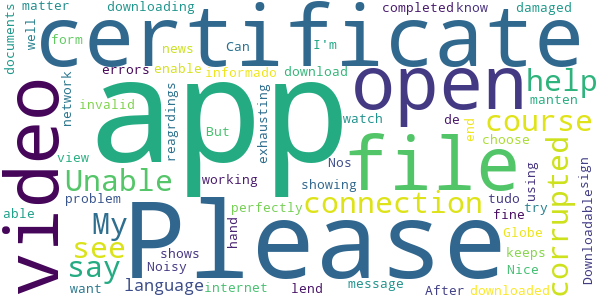 matter downloading completed know damaged
certificate
documents well form news Can I'm
errors enable informado download
app open help
video network invalid reagrdings exhausting watch manten
But de course
view Unable file end choose
working Nos showing corrupted
problem My connection using sign
able perfectly tudo try
see Please hand fine Globe Downloadable
say shows keeps
Noisy Nice
want language internet lend message After downloaded